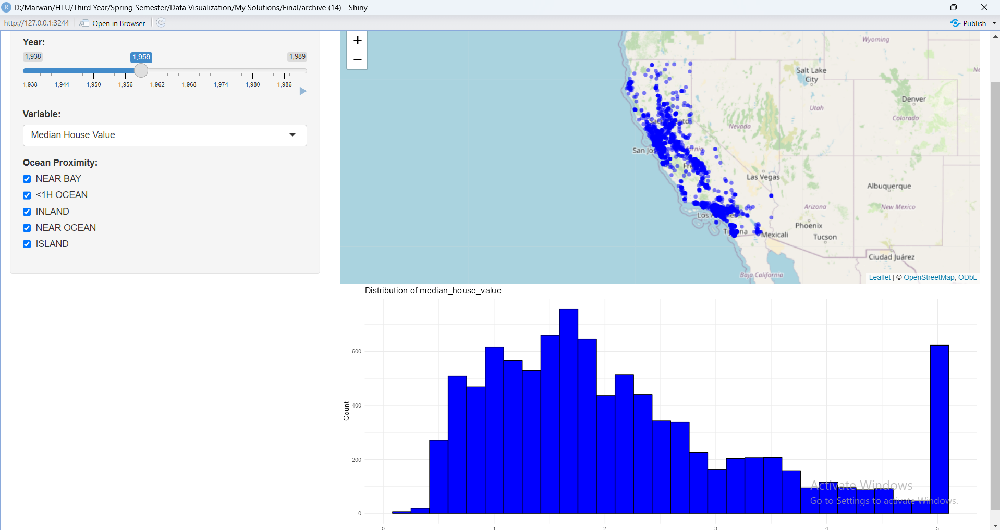 D:/Marwan/HTU/Third Year/Spring Semester/Data Visualization/My Solutions/Final/archive (14) - Shiny
http://127.0.0.1:3244 Open in Browser Publish
Year:
1,938 1,959 1,989
1,938 1,944 1,950 1,956 1,962 1,968 1,974 1,980 1,986
Variable:
Median House Value
Ocean Proximity:
NEAR BAY
<1H OCEAN
INLAND
NEAR OCEAN
ISLAND
+
−
Wyoming
Salt Lake
City
Ne
Denver
Utah
Colorado
Nevada
San Jos
Las Vegas
Albuquerque
Arizona
New Mexico
Phoenix
Mexicali
Tucson
Ciudad Juárez
Baja California
Leaflet | © OpenStreetMap, ODbL
Distribution of median_house_value
Count
600
400
200
0
0 1 2 3 4 5
Activate Windows
Go to Settings to activate Windows.